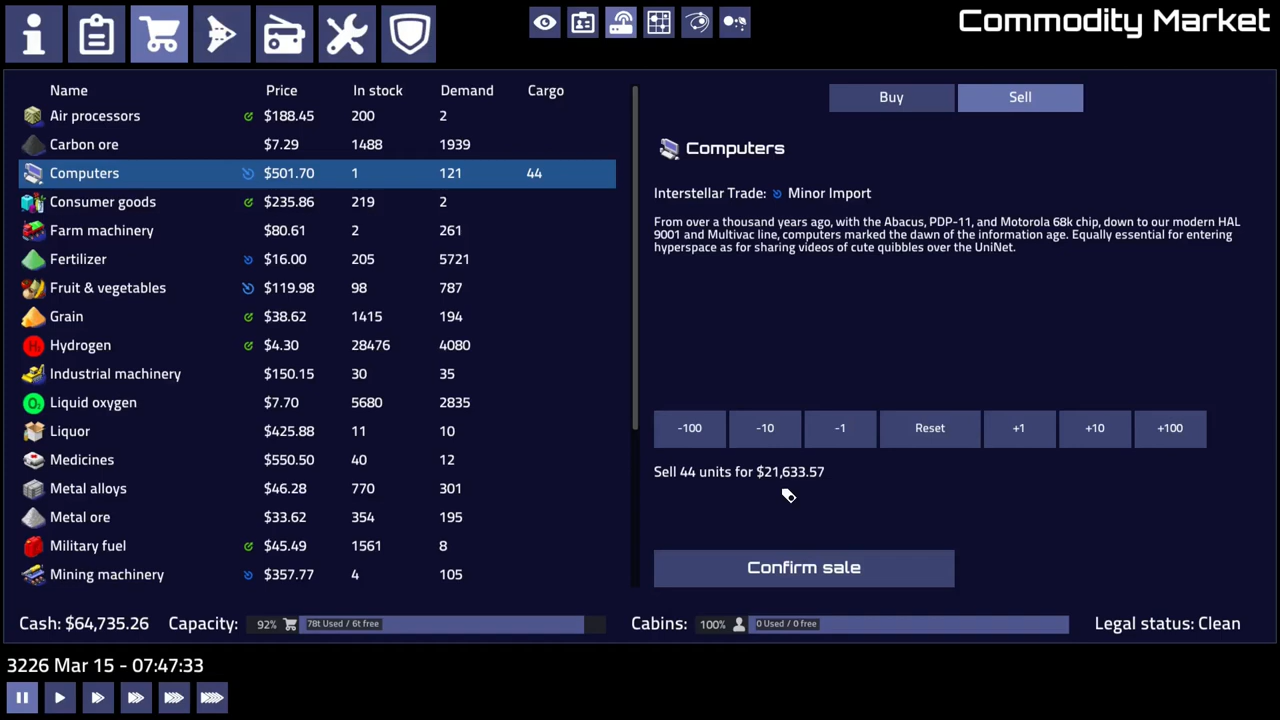 Commodity Market
Name Price In stock Demand Cargo
Air processors $188.45 200 2
Carbon ore $7.29 1488 1939
Computers $501.70 1 121 44
Consumer goods $235.86 219 2
Farm machinery $80.61 2 261
Fertilizer $16.00 205 5721
Fruit & vegetables $119.98 98 787
Grain $38.62 1415 194
Hydrogen $4.30 28476 4080
Industrial machinery $150.15 30 35
Liquid oxygen $7.70 5680 2835
Liquor $425.88 11 10
Medicines $550.50 40 12
Metal alloys $46.28 770 301
Metal ore $33.62 354 195
Military fuel $45.49 1561 8
Mining machinery $357.77 4 105
Buy Sell
Computers
Interstellar Trade: Minor Import
From over a thousand years ago, with the Abacus, PDP-11, and Motorola 68k chip, down to our modern HAL
9001 and Multivac line, computers marked the dawn of the information age. Equally essential for entering
hyperspace as for sharing videos of cute quibbles over the UniNet.
-100 -10 -1 Reset +1 +10 +100
Sell 44 units for $21,633.57
Confirm sale
Cash: $64,735.26 Capacity: 92% 78t Used / 6t free Cabins: 100% 0 Used / 0 free Legal status: Clean
3226 Mar 15 - 07:47:33